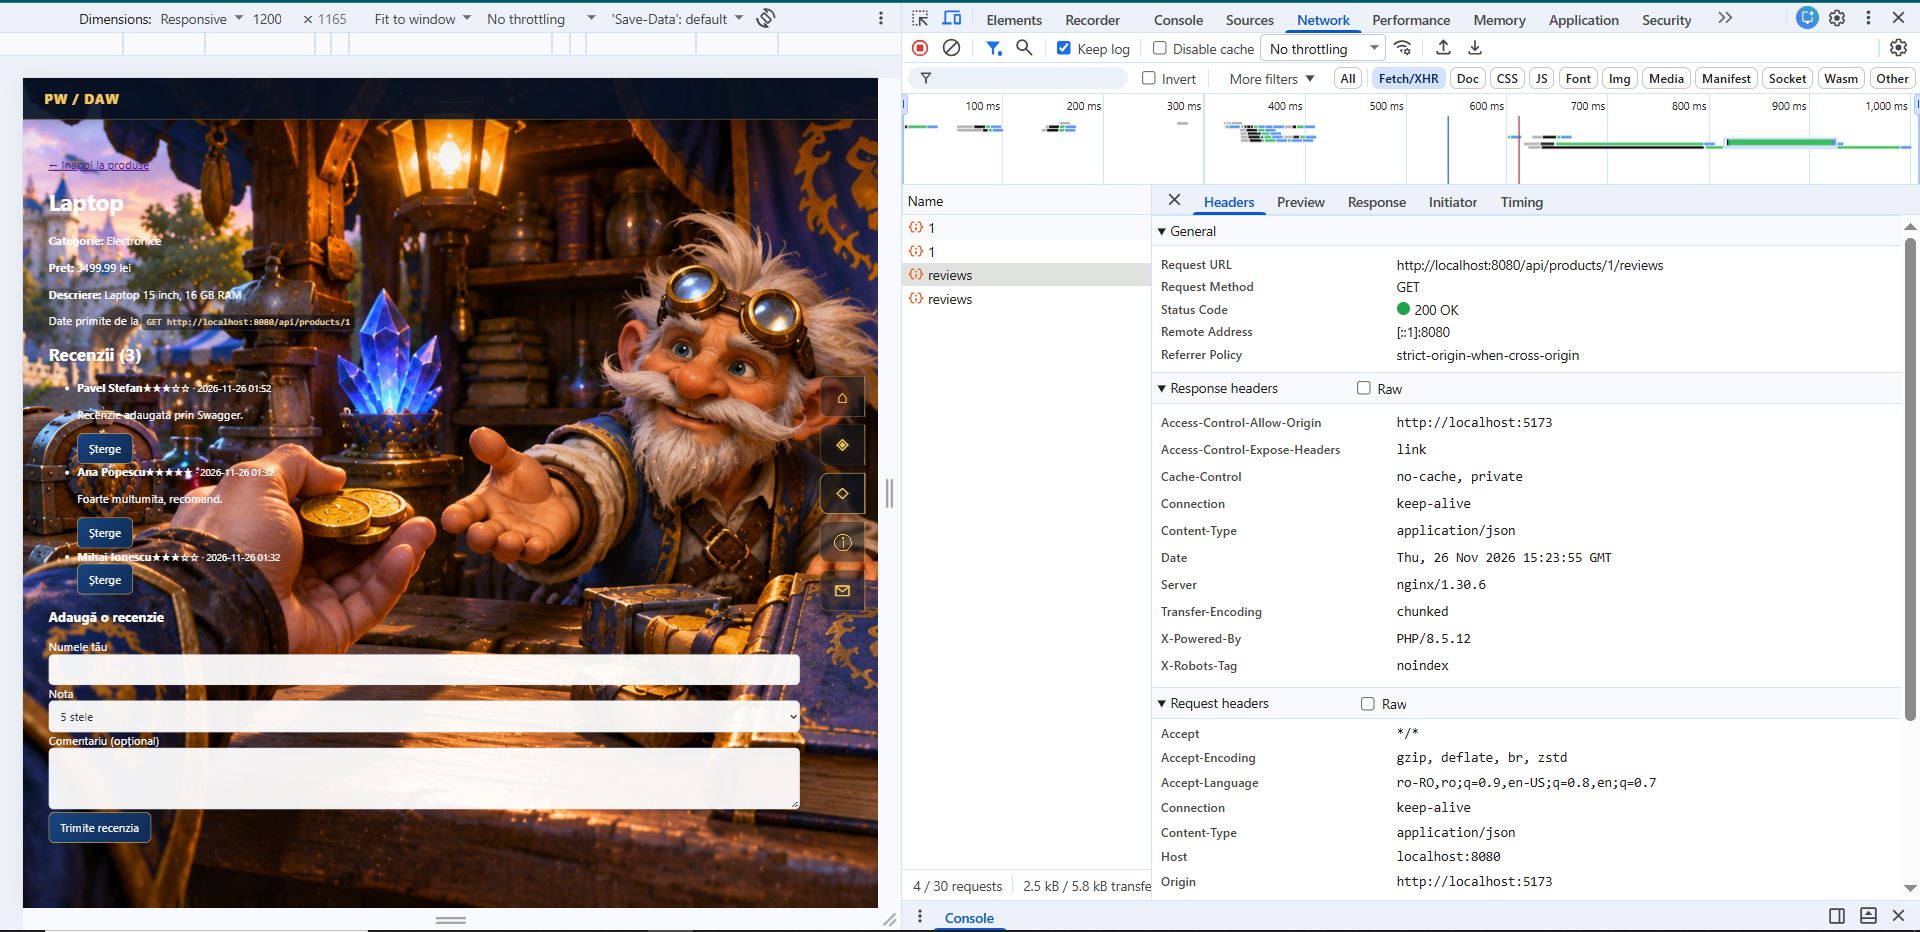 Dimensions: Responsive 1200 × 1165 Fit to window No throttling 'Save-Data': default
Elements Recorder Console Sources Network Performance Memory Application Security
Keep log Disable cache No throttling
Invert More filters All Fetch/XHR Doc CSS JS Font Img Media Manifest Socket Wasm Other
100 ms 200 ms 300 ms 400 ms 500 ms 600 ms 700 ms 800 ms 900 ms 1,000 ms
PW / DAW
← Înapoi la produse
Laptop
Categorie: Electronice
Pret: 3499.99 lei
Descriere: Laptop 15 inch, 16 GB RAM
Date primite de la GET http://localhost:8080/api/products/1
Recenzii (3)
Pavel Stefan★★★☆☆ · 2026-11-26 01:52
Recenzie adaugata prin Swagger.
Șterge
Ana Popescu★★★★★ · 2026-11-26 01:32
Foarte multumita, recomand.
Șterge
Mihai Ionescu★★★☆☆ · 2026-11-26 01:32
Șterge
Adaugă o recenzie
Numele tău
Nota
5 stele
Comentariu (opțional)
Trimite recenzia
Name
1
1
reviews
reviews
4 / 30 requests 2.5 kB / 5.8 kB transfe
Headers Preview Response Initiator Timing
General
Request URL http://localhost:8080/api/products/1/reviews
Request Method GET
Status Code 200 OK
Remote Address [::1]:8080
Referrer Policy strict-origin-when-cross-origin
Response headers Raw
Access-Control-Allow-Origin http://localhost:5173
Access-Control-Expose-Headers link
Cache-Control no-cache, private
Connection keep-alive
Content-Type application/json
Date Thu, 26 Nov 2026 15:23:55 GMT
Server nginx/1.30.6
Transfer-Encoding chunked
X-Powered-By PHP/8.5.12
X-Robots-Tag noindex
Request headers Raw
Accept */*
Accept-Encoding gzip, deflate, br, zstd
Accept-Language ro-RO,ro;q=0.9,en-US;q=0.8,en;q=0.7
Connection keep-alive
Content-Type application/json
Host localhost:8080
Origin http://localhost:5173
Console